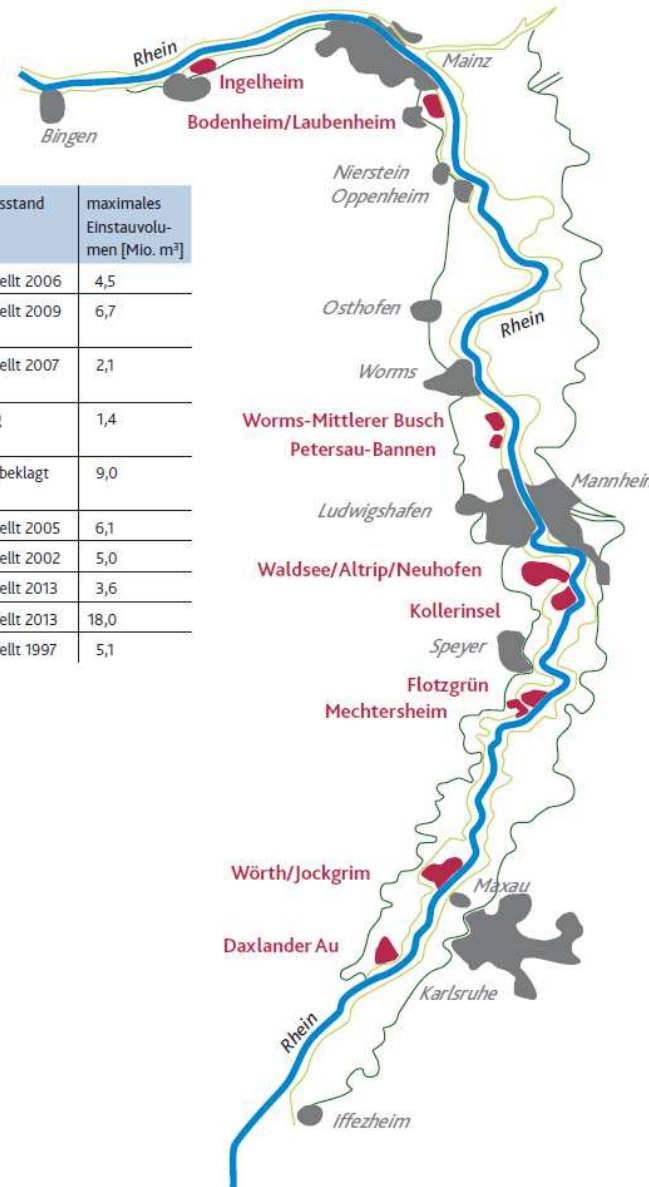 Rhein
Mainz
Ingelheim
Bodenheim/Laubenheim
Bingen
Nierstein
Oppenheim
sstand
maximales
Einstauvolu-
men [Mio. m³]
ellt 2006 4,5
ellt 2009 6,7
ellt 2007 2,1
g 1,4
beklagt 9,0
ellt 2005 6,1
ellt 2002 5,0
ellt 2013 3,6
ellt 2013 18,0
ellt 1997 5,1
Osthofen
Rhein
Worms
Worms-Mittlerer Busch
Petersau-Bannen
Mannheim
Ludwigshafen
Waldsee/Altrip/Neuhofen
Kollerinsel
Speyer
Flotzgrün
Mechtersheim
Wörth/Jockgrim
Maxau
Daxlander Au
Karlsruhe
Rhein
Iffezheim